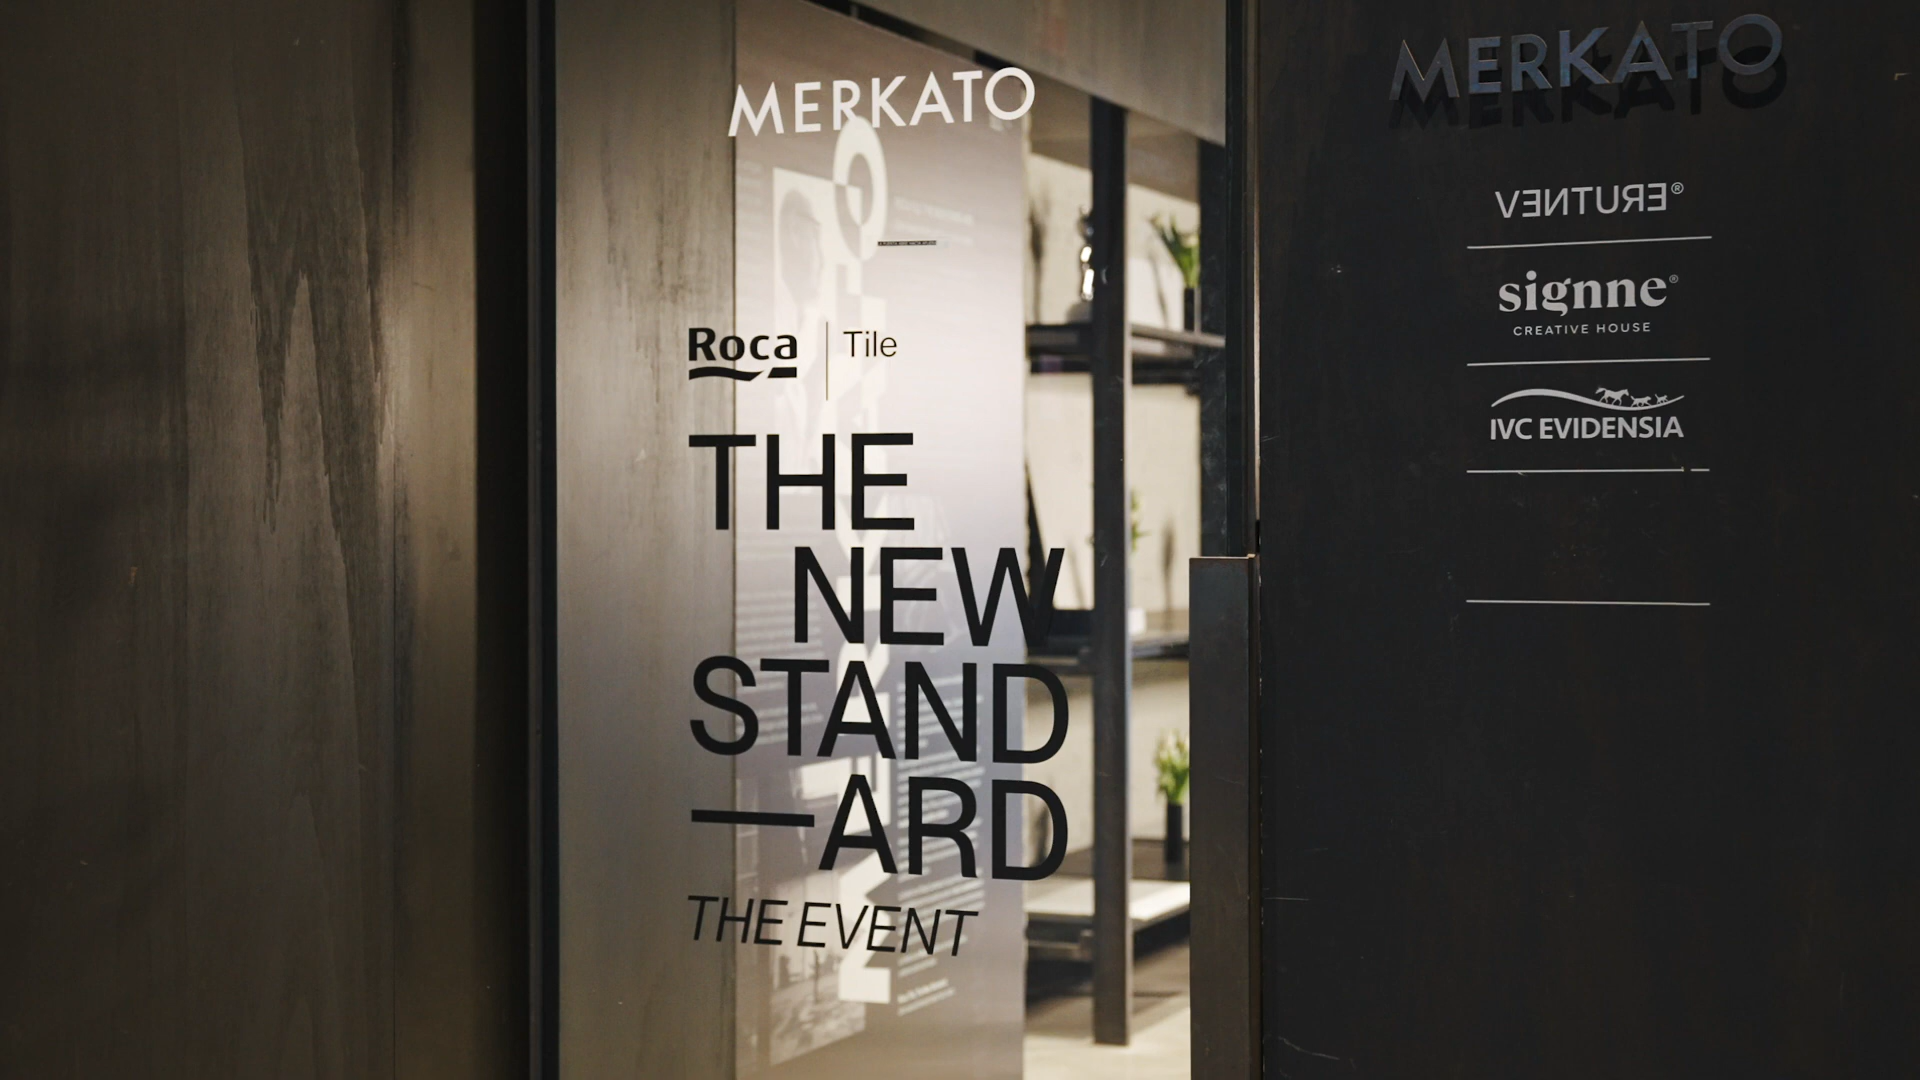 MERKATO
Roca | Tile
THE
NEW
STAND
—ARD
THE EVENT
MERKATO
VENTURE®
signne®
CREATIVE HOUSE
IVC EVIDENSIA